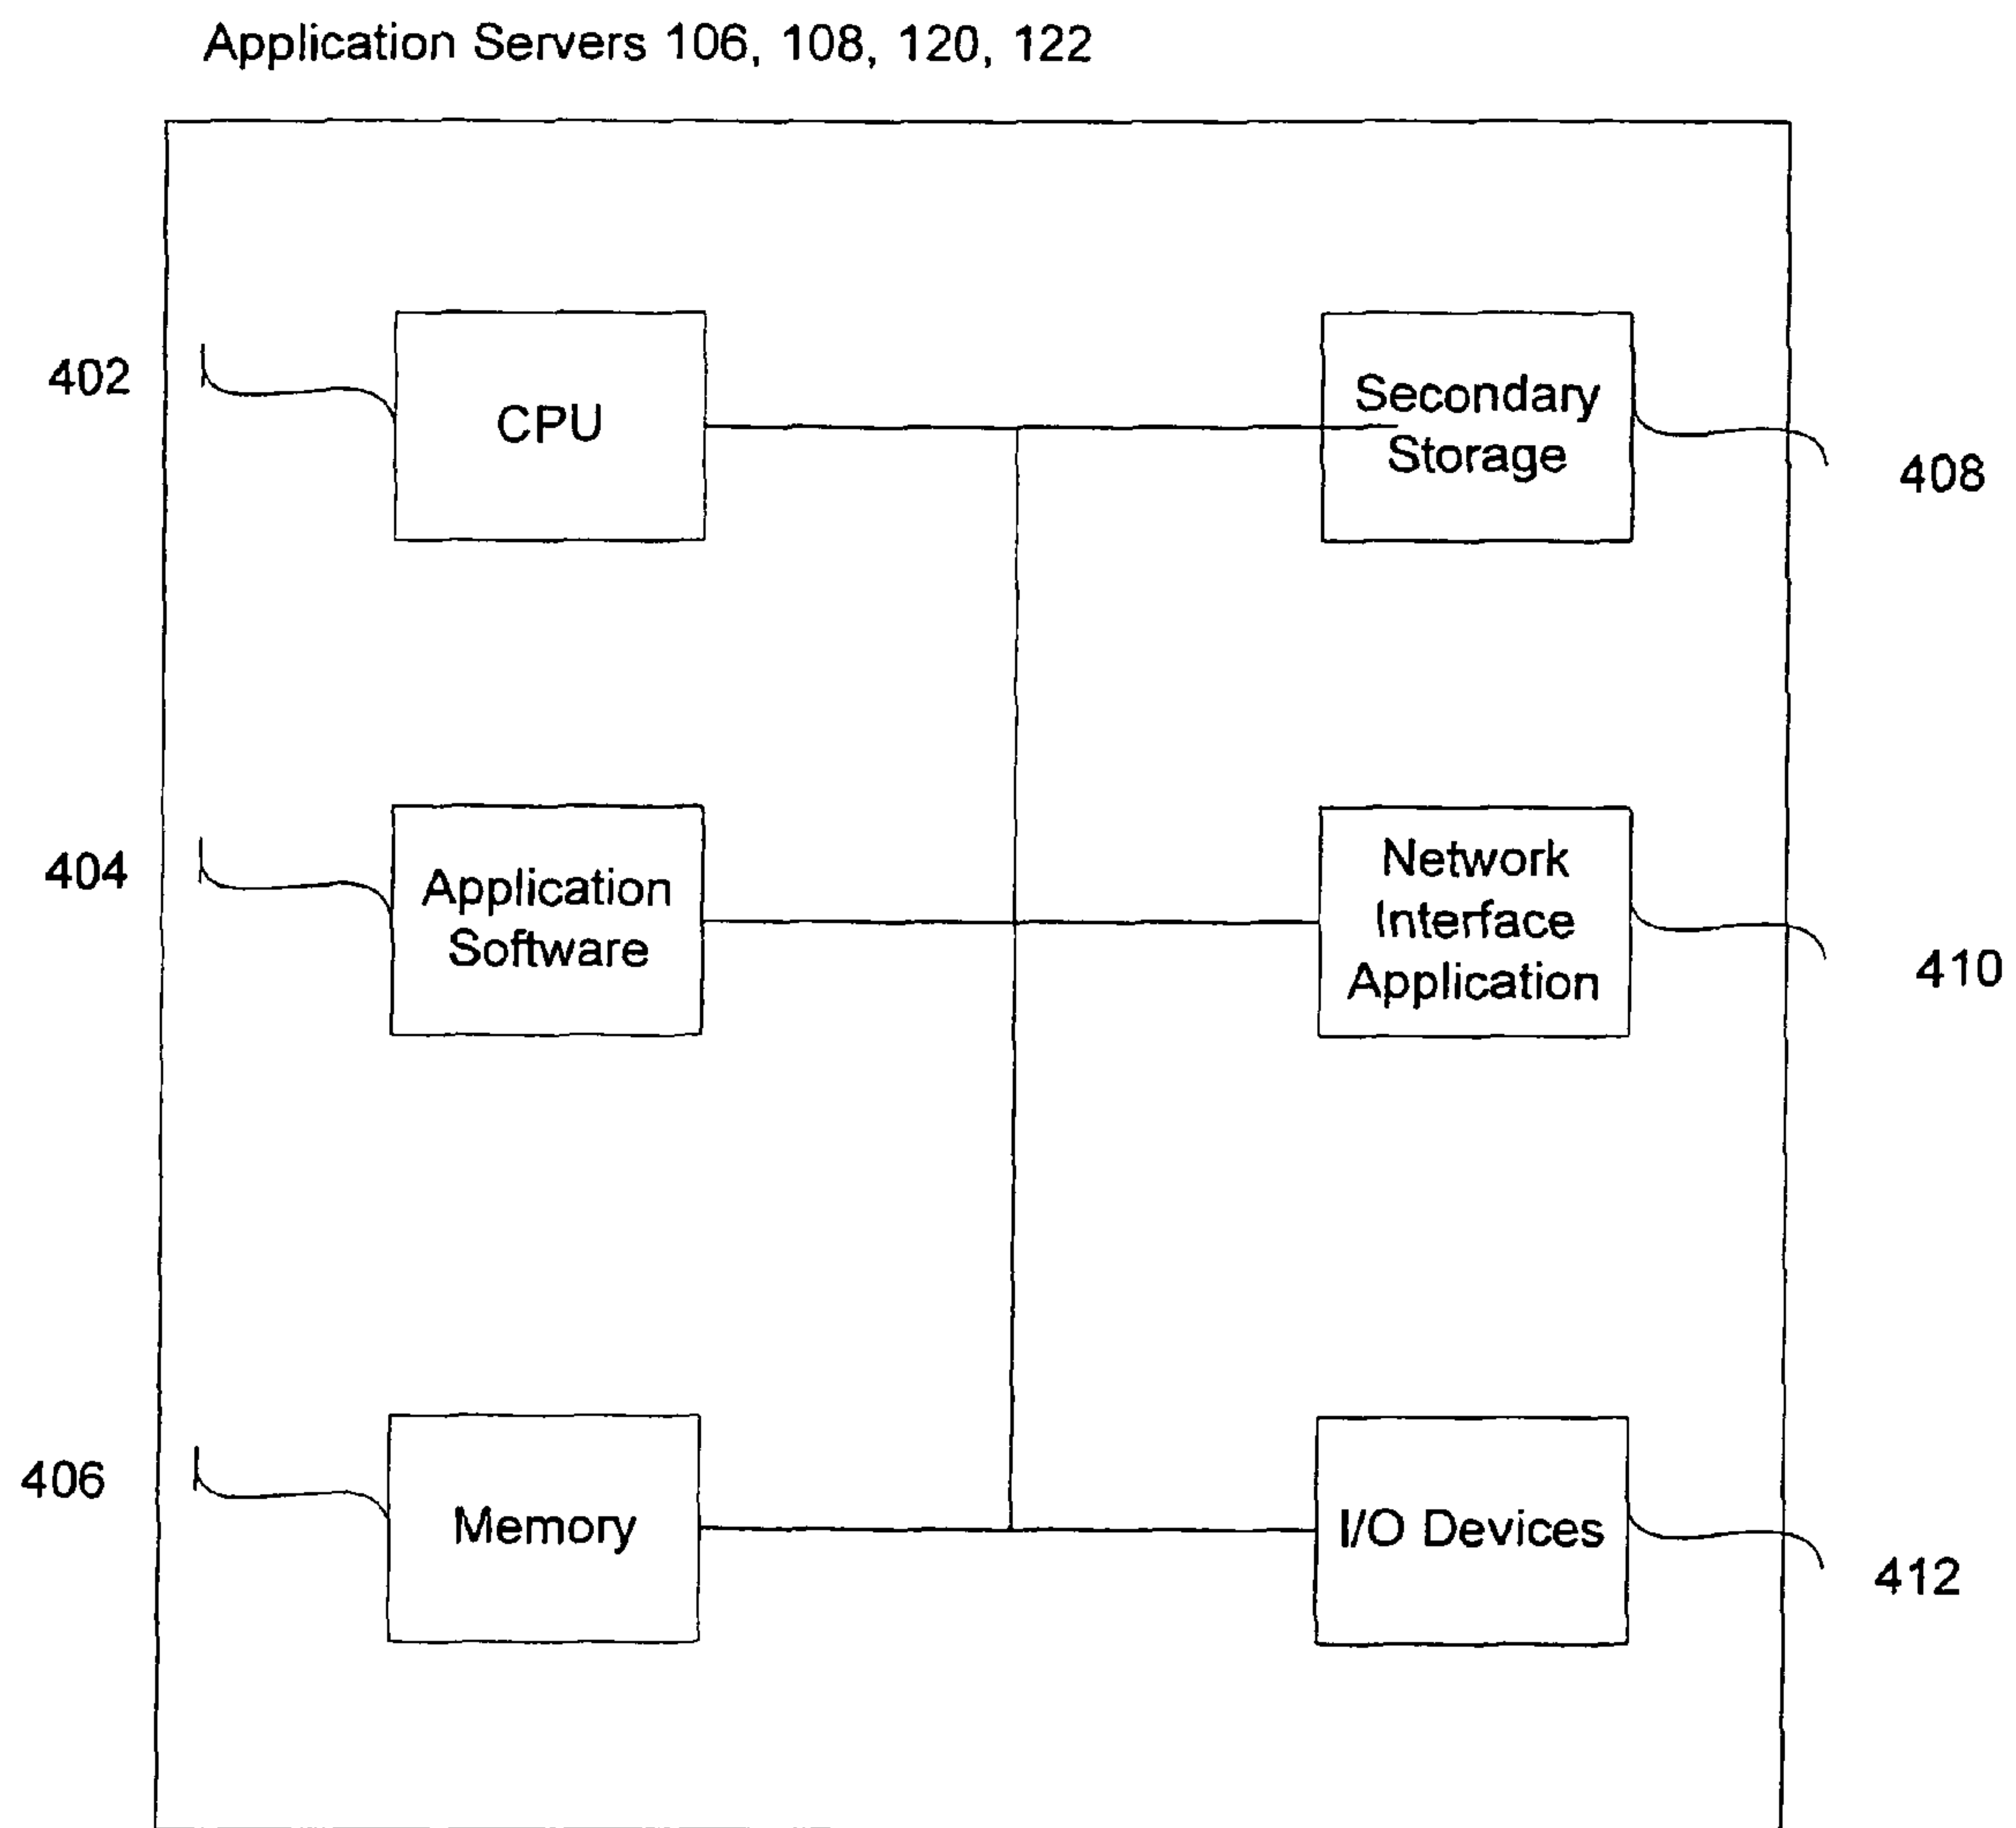 Application Servers 106, 108, 120, 122
402
CPU
Secondary
Storage
408
404
Application
Software
Network
Interface
Application
410
406
Memory
I/O Devices
412